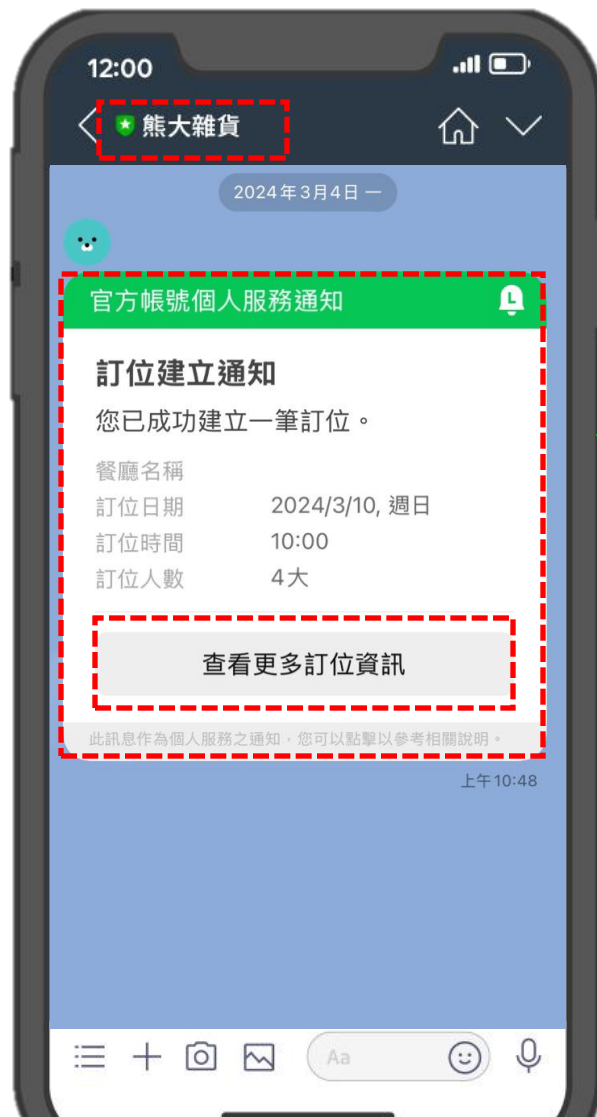 12:00
熊大雜貨
2024年3月4日 一
官方帳號個人服務通知
L
訂位建立通知
您已成功建立一筆訂位。
餐廳名稱
訂位日期 2024/3/10, 週日
訂位時間 10:00
訂位人數 4大
查看更多訂位資訊
此訊息作為個人服務之通知，您可以點擊以參考相關說明。
上午10:48
Aa